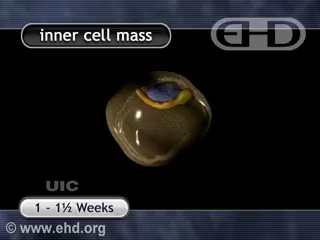 inner cell mass
EHD
UIC
1 - 1½ Weeks
© www.ehd.org